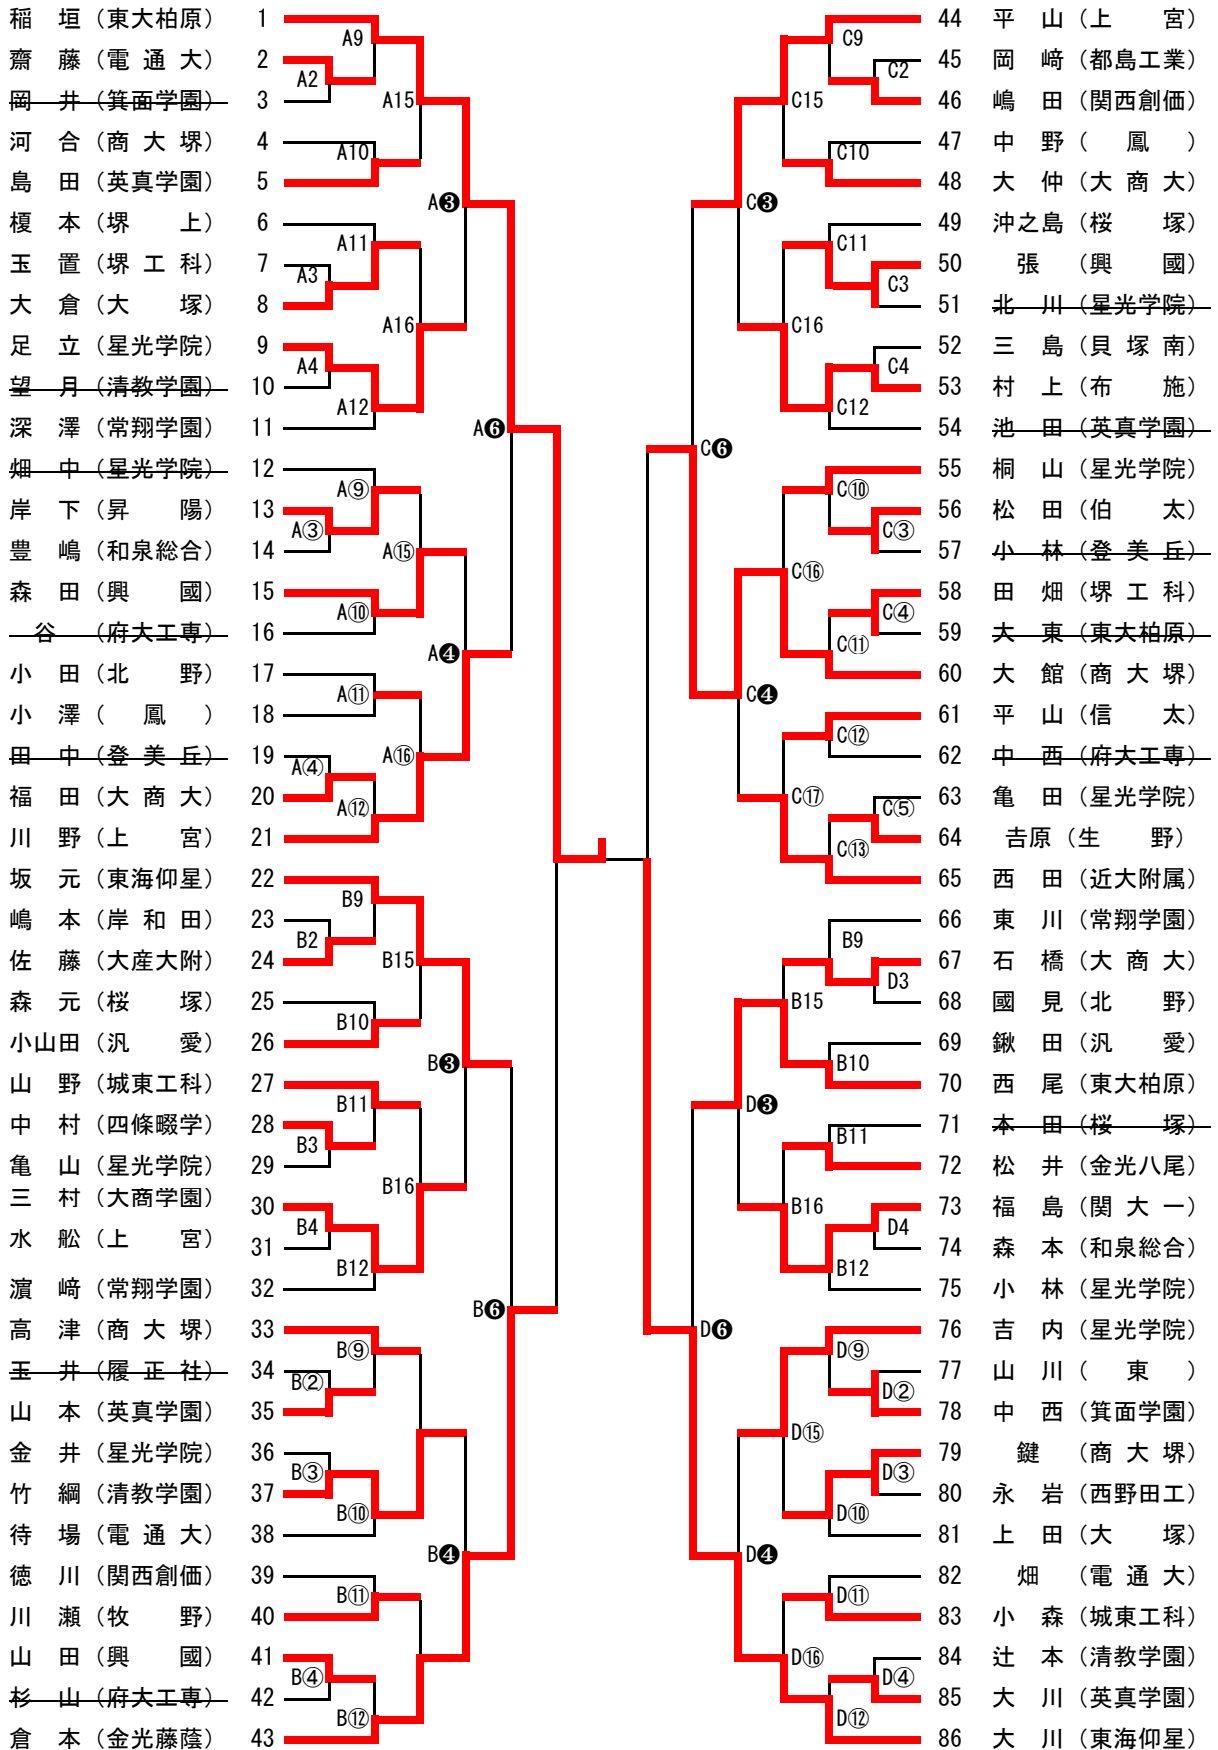 稲 垣 (東大柏原) 1
齋 藤 (電 通 大) 2
岡 井 (箕面学園) 3
河 合 (商 大 堺) 4
島 田 (英真学園) 5
榎 本 (堺 上) 6
玉 置 (堺 工 科) 7
大 倉 (大 塚) 8
足 立 (星光学院) 9
望 月 (清教学園) 10
深 澤 (常翔学園) 11
畑 中 (星光学院) 12
岸 下 (昇 陽) 13
豊 嶋 (和泉総合) 14
森 田 (興 國) 15
谷 (府大工専) 16
小 田 (北 野) 17
小 澤 ( 鳳 ) 18
田 中 (登 美 丘) 19
福 田 (大 商 大) 20
川 野 (上 宮) 21
坂 元 (東海仰星) 22
嶋 本 (岸 和 田) 23
佐 藤 (大産大附) 24
森 元 (桜 塚) 25
小山田 (汎 愛) 26
山 野 (城東工科) 27
中 村 (四條畷学) 28
亀 山 (星光学院) 29
三 村 (大商学園) 30
水 舩 (上 宮) 31
濵 﨑 (常翔学園) 32
高 津 (商 大 堺) 33
玉 井 (履 正 社) 34
山 本 (英真学園) 35
金 井 (星光学院) 36
竹 綱 (清教学園) 37
待 場 (電 通 大) 38
徳 川 (関西創価) 39
川 瀬 (牧 野) 40
山 田 (興 國) 41
杉 山 (府大工専) 42
倉 本 (金光藤蔭) 43
A9
A2
A15
A10
A❸
A11
A3
A16
A4
A12
A❻
A⑨
A③
A⑮
A⑩
A❹
A⑪
A⑯
A④
A⑫
B9
B2
B15
B10
B❸
B11
B3
B16
B4
B12
B❻
B⑨
B②
B③
B⑩
B❹
B⑪
B④
B⑫
C9
C2
C15
C10
C❸
C11
C3
C16
C4
C12
C❻
C⑩
C③
C⑯
C④
C⑪
C❹
C⑫
C⑰
C⑤
C⑬
B9
D3
B15
B10
D❸
B11
B16
D4
B12
D❻
D⑨
D②
D⑮
D③
D⑩
D❹
D⑪
D⑯
D④
D⑫
44 平 山 (上 宮)
45 岡 﨑 (都島工業)
46 嶋 田 (関西創価)
47 中 野 ( 鳳 )
48 大 仲 (大 商 大)
49 沖之島 (桜 塚)
50 張 (興 國)
51 北 川 (星光学院)
52 三 島 (貝 塚 南)
53 村 上 (布 施)
54 池 田 (英真学園)
55 桐 山 (星光学院)
56 松 田 (伯 太)
57 小 林 (登 美 丘)
58 田 畑 (堺 工 科)
59 大 東 (東大柏原)
60 大 館 (商 大 堺)
61 平 山 (信 太)
62 中 西 (府大工専)
63 亀 田 (星光学院)
64 𠮷原 (生 野)
65 西 田 (近大附属)
66 東 川 (常翔学園)
67 石 橋 (大 商 大)
68 國 見 (北 野)
69 鍬 田 (汎 愛)
70 西 尾 (東大柏原)
71 本 田 (桜 塚)
72 松 井 (金光八尾)
73 福 島 (関 大 一)
74 森 本 (和泉総合)
75 小 林 (星光学院)
76 吉 内 (星光学院)
77 山 川 ( 東 )
78 中 西 (箕面学園)
79 鍵 (商 大 堺)
80 永 岩 (西野田工)
81 上 田 (大 塚)
82 畑 (電 通 大)
83 小 森 (城東工科)
84 辻 本 (清教学園)
85 大 川 (英真学園)
86 大 川 (東海仰星)